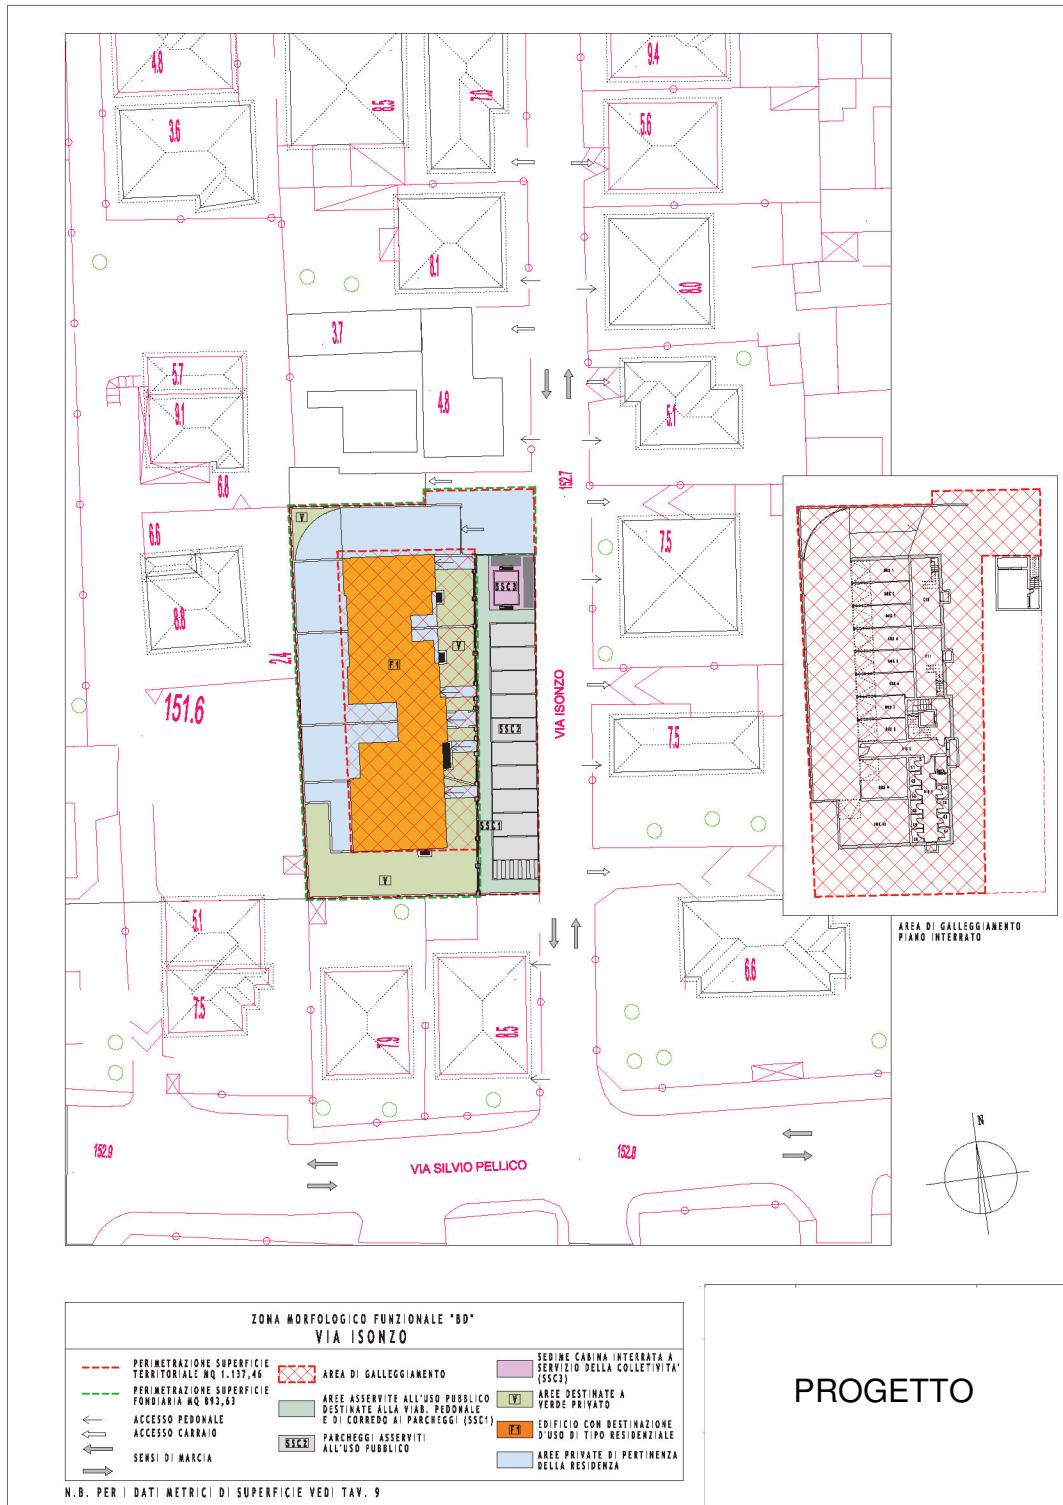 4.8
8.5
7.0
9.4
3.6
5.6
8.1
8.0
3.7
5.7
9.1
4.8
5.1
6.8
152.7
V
6.6
7.5
8.8
SSC3
2.4
F1
V
151.6
VIA ISONZO
SSC2
7.5
SSC1
V
5.1
7.5
7.9
8.5
6.6
AREA DI GALLEGGIAMENTO
PIANO INTERRATO
152.9
VIA SILVIO PELLICO
152.8
N
ZONA MORFOLOGICO FUNZIONALE "BD"
VIA ISONZO
PERIMETRAZIONE SUPERFICIE
TERRITORIALE MQ 1.137,46
PERIMETRAZIONE SUPERFICIE
FONDIARIA MQ 893,63
ACCESSO PEDONALE
ACCESSO CARRAIO
SENSI DI MARCIA
AREA DI GALLEGGIAMENTO
AREE ASSERVITE ALL'USO PUBBLICO
DESTINATE ALLA VIAB. PEDONALE
E DI CORREDO AI PARCHEGGI (SSC1)
SSC2
PARCHEGGI ASSERVITI
ALL'USO PUBBLICO
SEDIME CABINA INTERRATA A
SERVIZIO DELLA COLLETIVITA'
(SSC3)
V
AREE DESTINATE A
VERDE PRIVATO
F1
EDIFICIO CON DESTINAZIONE
D'USO DI TIPO RESIDENZIALE
AREE PRIVATE DI PERTINENZA
DELLA RESIDENZA
N.B. PER I DATI METRICI DI SUPERFICIE VEDI TAV. 9
PROGETTO